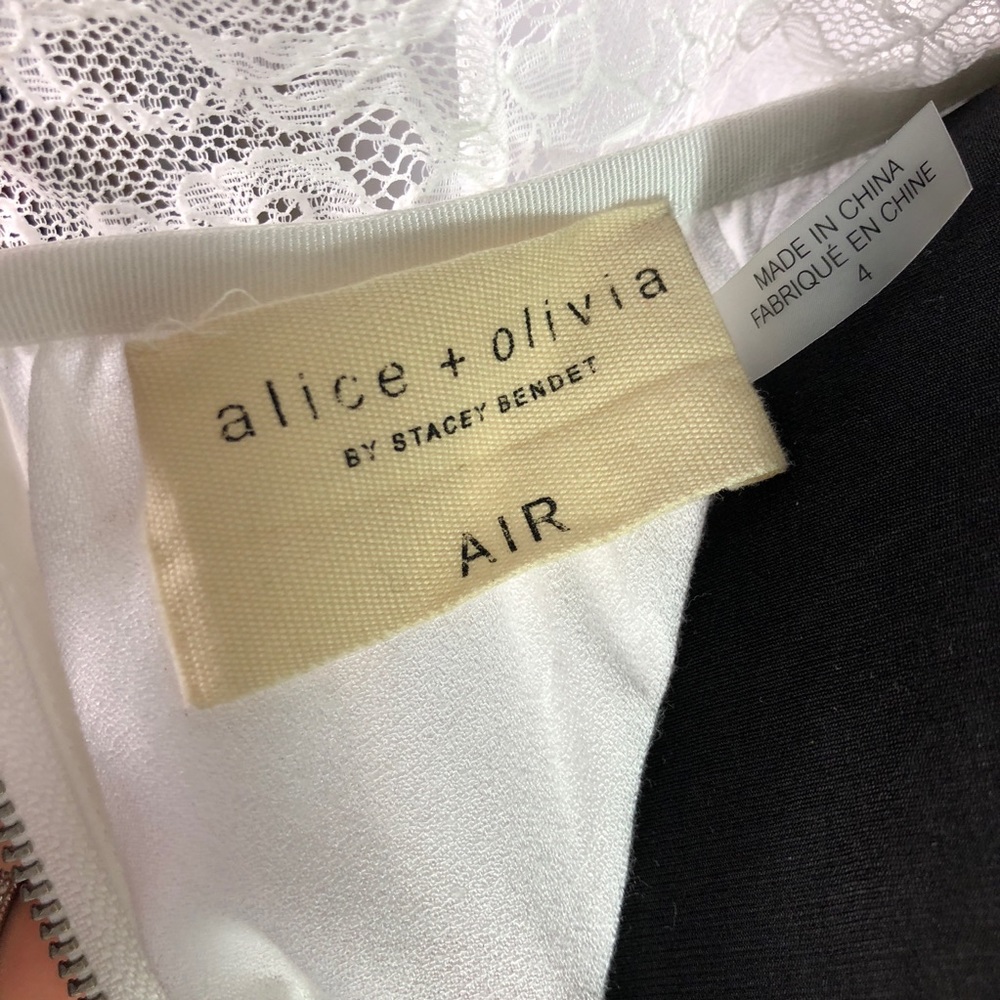 alice + olivia
BY STACEY BENDET
AIR
MADE IN CHINA
FABRIQUÉ EN CHINE
4